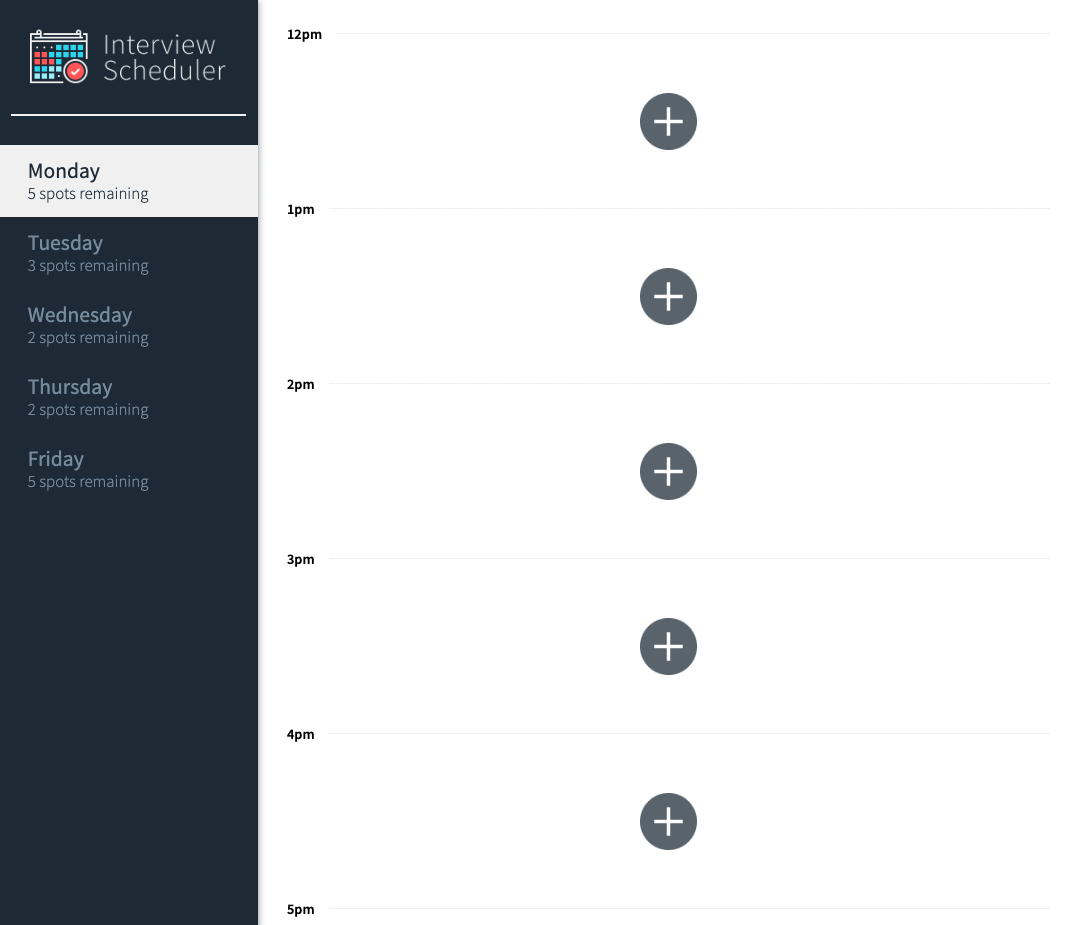 Interview
Scheduler
Monday
5 spots remaining
Tuesday
3 spots remaining
Wednesday
2 spots remaining
Thursday
2 spots remaining
Friday
5 spots remaining
12pm
1pm
2pm
3pm
4pm
5pm